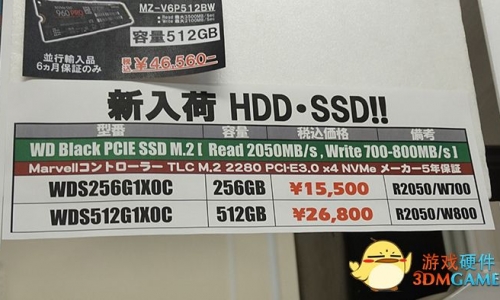 960 PRO
MZ-V6P512BW
容量512GB
並行輸入品
6ヵ月保証のみ
¥46,560-
新入荷 HDD・SSD!!
型番 容量 税込価格 備考
WD Black PCIE SSD M.2 [ Read 2050MB/s , Write 700-800MB/s ]
Marvellコントローラー TLC M.2 2280 PCI-E3.0 x4 NVMe メーカー5年保証
WDS256G1X0C 256GB ¥15,500 R2050/W700
WDS512G1X0C 512GB ¥26,800 R2050/W800
游戏硬件
3DMGAME